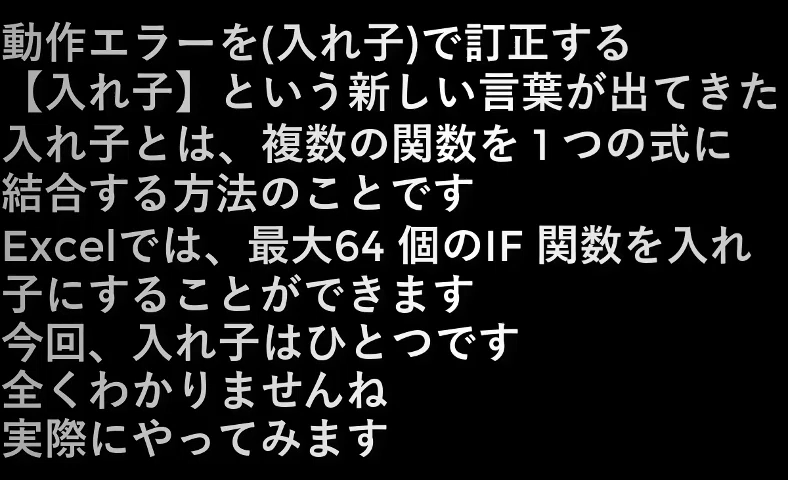 動作エラーを(入れ子)で訂正する
【入れ子】という新しい言葉が出てきた
入れ子とは、複数の関数を１つの式に
結合する方法のことです
Excelでは、最大64 個のIF 関数を入れ
子にすることができます
今回、入れ子はひとつです
全くわかりませんね
実際にやってみます